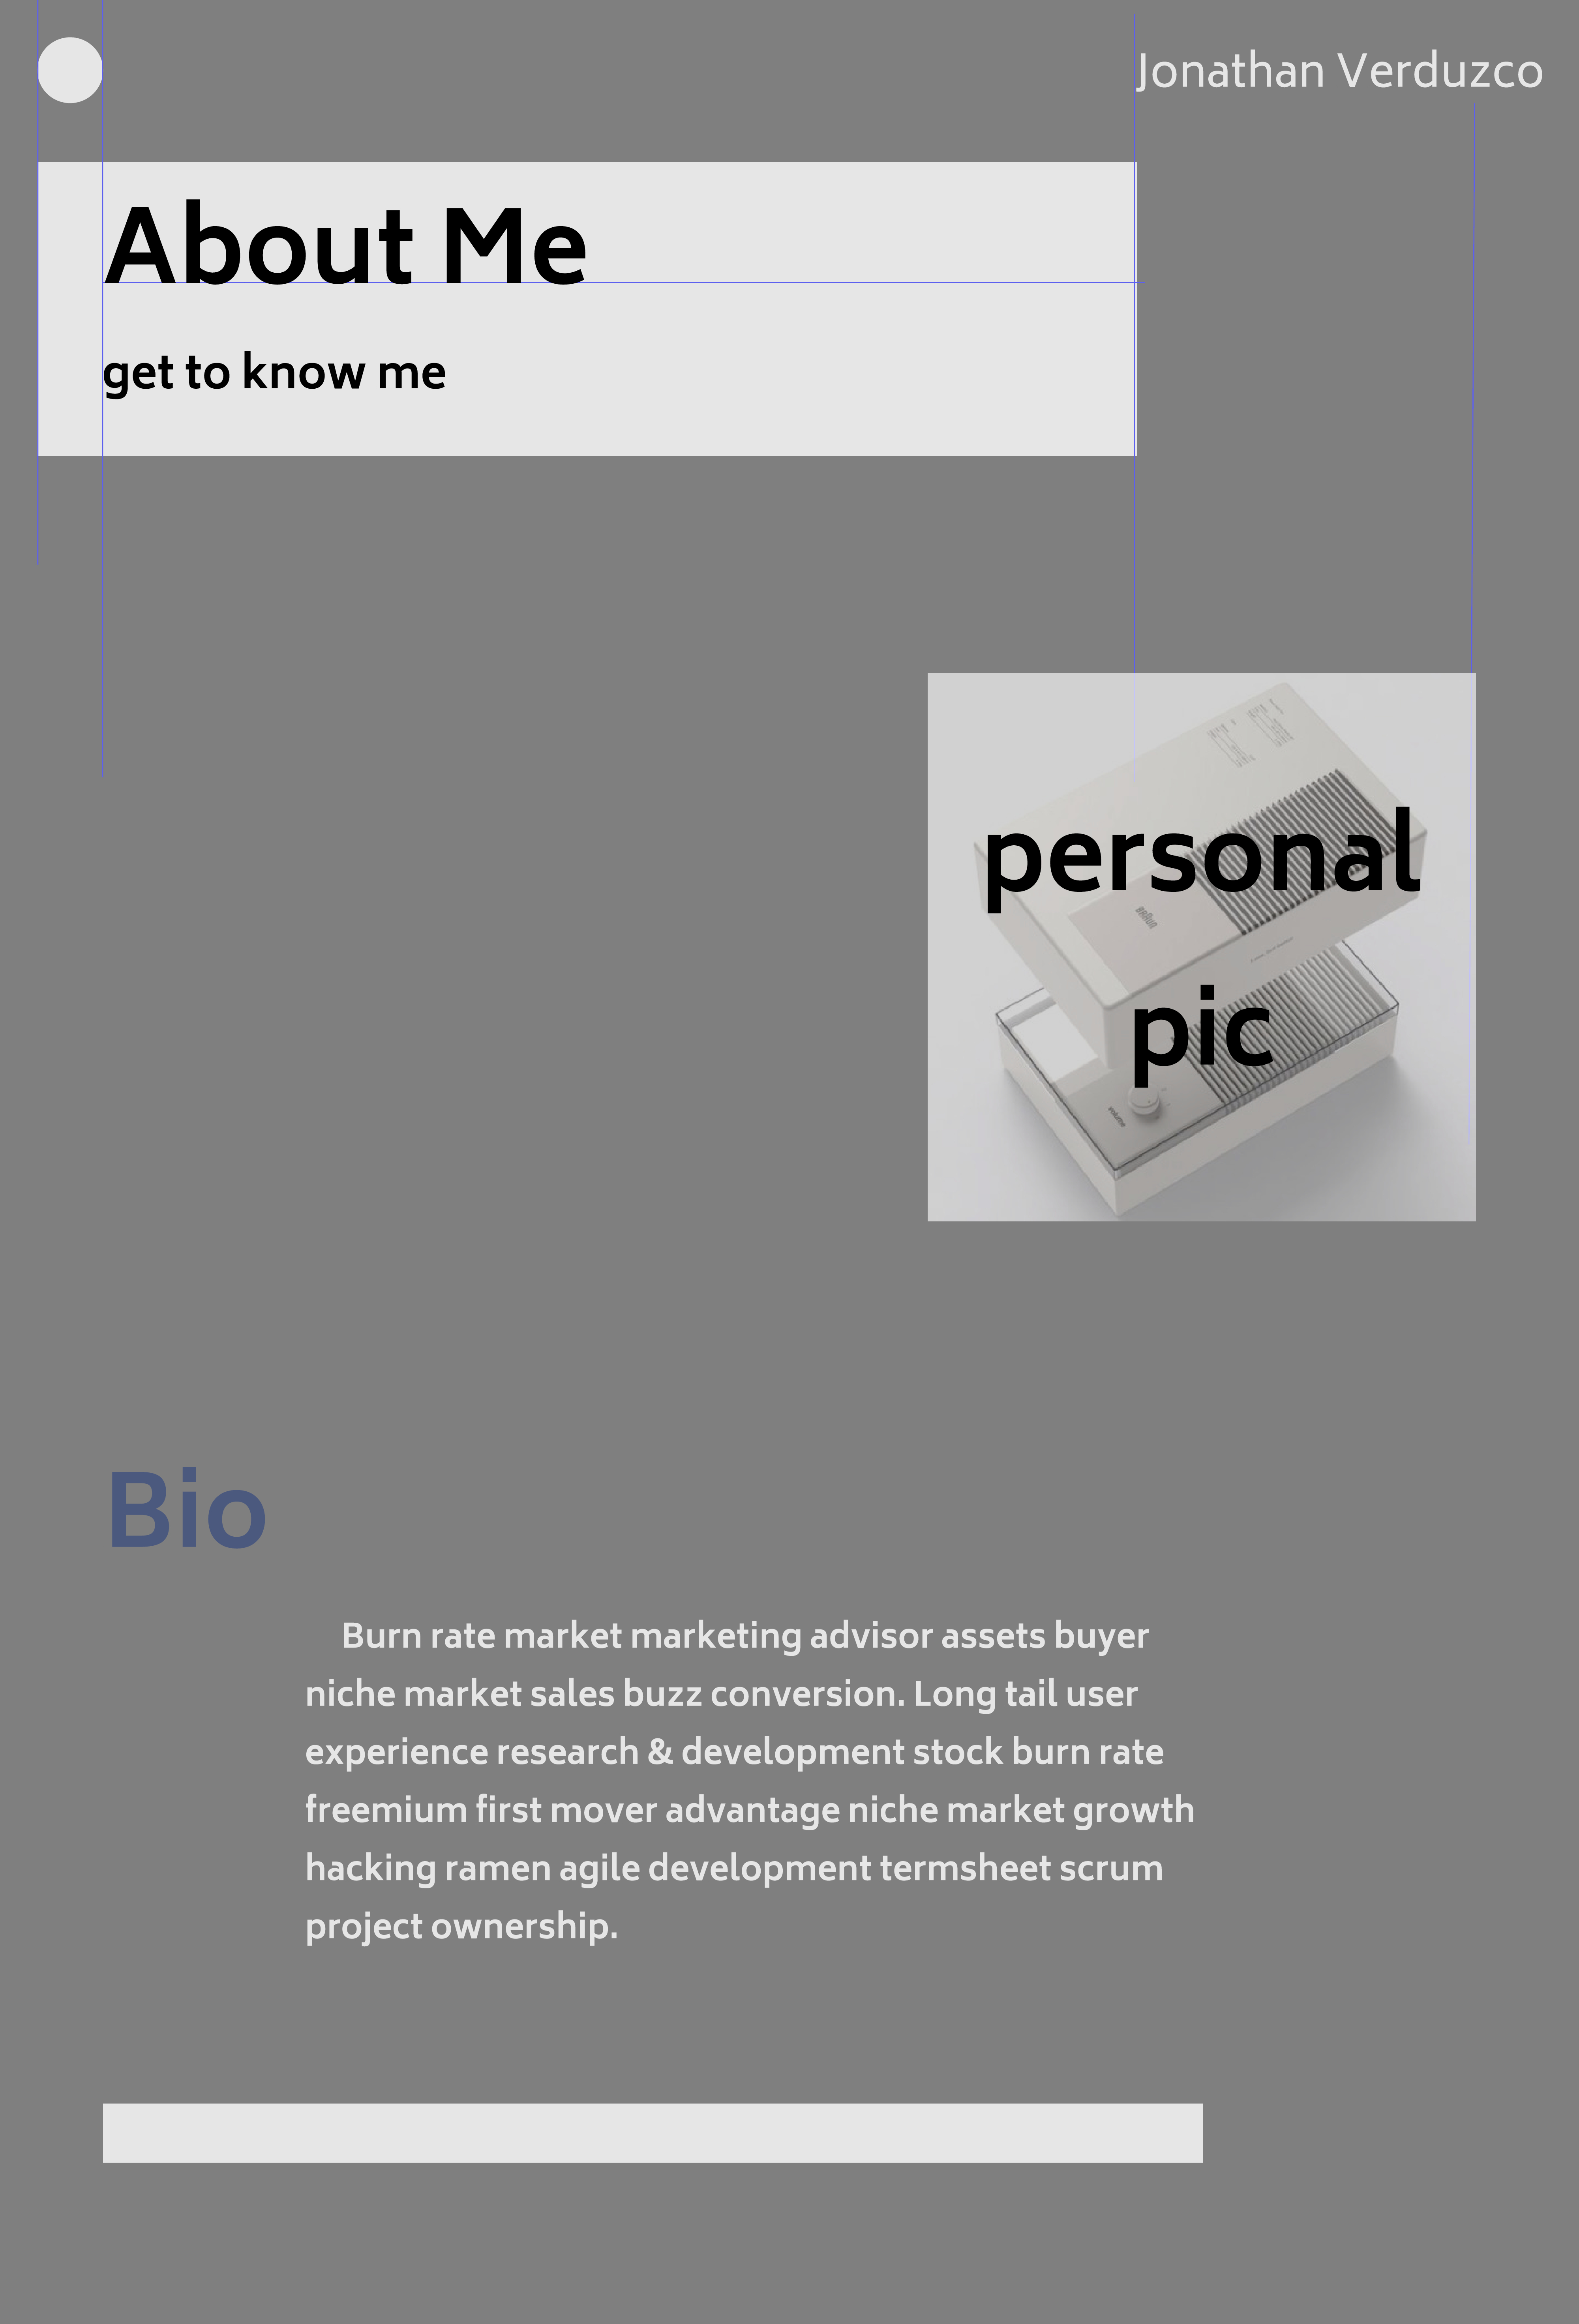 Jonathan Verduzco
About Me
get to know me
personal
BRAUN
pic
volume
Bio
Burn rate market marketing advisor assets buyer
niche market sales buzz conversion. Long tail user
experience research & development stock burn rate
freemium first mover advantage niche market growth
hacking ramen agile development termsheet scrum
project ownership.